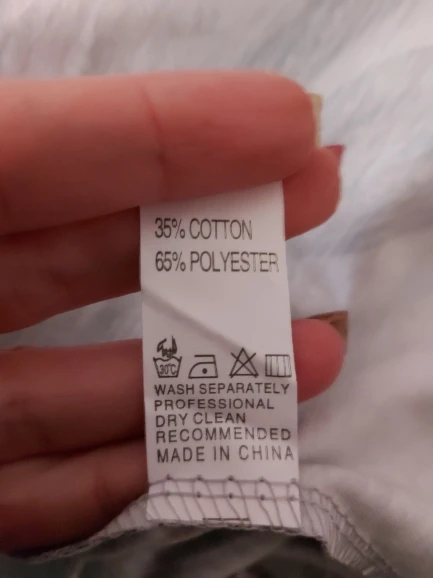 35% COTTON
65% POLYESTER
30°C
WASH SEPARATELY
PROFESSIONAL
DRY CLEAN
RECOMMENDED
MADE IN CHINA